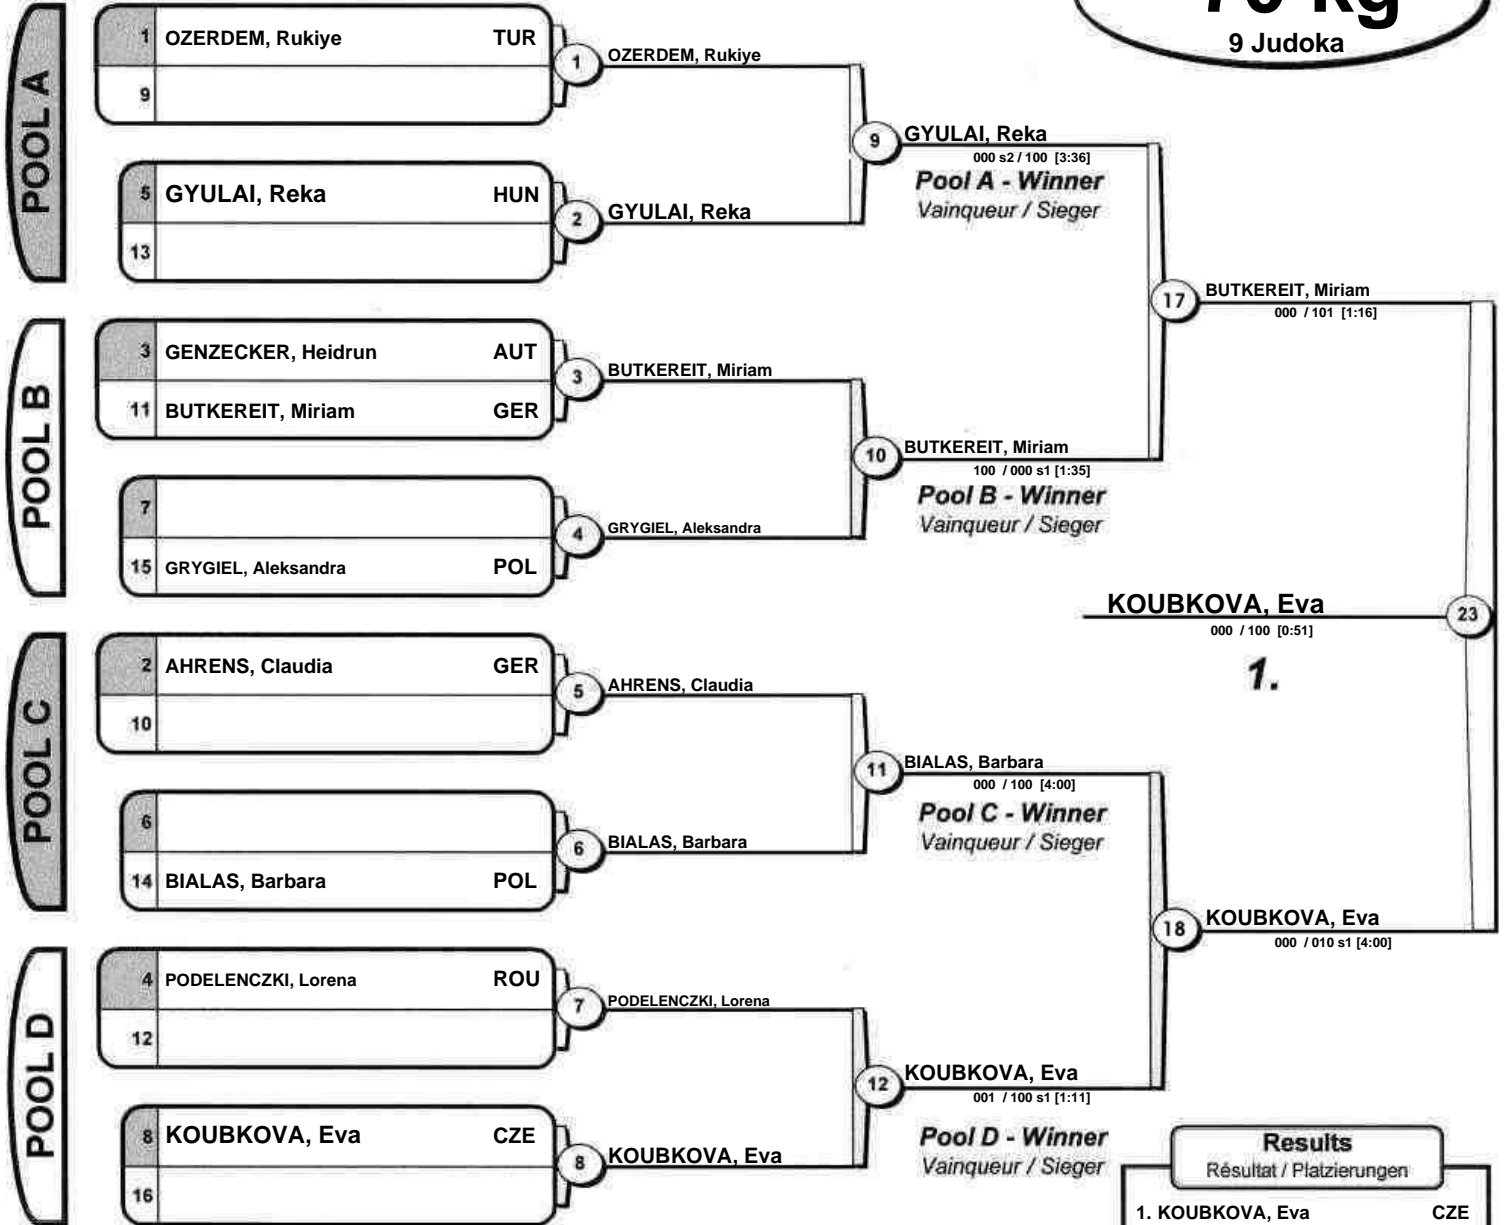 70 kg
9 Judoka
POOL A
1 OZERDEM, Rukiye TUR
9
1 OZERDEM, Rukiye
5 GYULAI, Reka HUN
13
2 GYULAI, Reka
9 GYULAI, Reka
000 s2 / 100 [3:36]
Pool A - Winner
Vainqueur / Sieger
POOL B
3 GENZECKER, Heidrun AUT
11 BUTKEREIT, Miriam GER
3 BUTKEREIT, Miriam
7
15 GRYGIEL, Aleksandra POL
4 GRYGIEL, Aleksandra
10 BUTKEREIT, Miriam
100 / 000 s1 [1:35]
Pool B - Winner
Vainqueur / Sieger
17 BUTKEREIT, Miriam
000 / 101 [1:16]
POOL C
2 AHRENS, Claudia GER
10
5 AHRENS, Claudia
6
14 BIALAS, Barbara POL
6 BIALAS, Barbara
11 BIALAS, Barbara
000 / 100 [4:00]
Pool C - Winner
Vainqueur / Sieger
POOL D
4 PODELENCZKI, Lorena ROU
12
7 PODELENCZKI, Lorena
8 KOUBKOVA, Eva CZE
16
8 KOUBKOVA, Eva
12 KOUBKOVA, Eva
001 / 100 s1 [1:11]
Pool D - Winner
Vainqueur / Sieger
18 KOUBKOVA, Eva
000 / 010 s1 [4:00]
KOUBKOVA, Eva 23
000 / 100 [0:51]
1.
Results
Résultat / Platzierungen
1. KOUBKOVA, Eva CZE